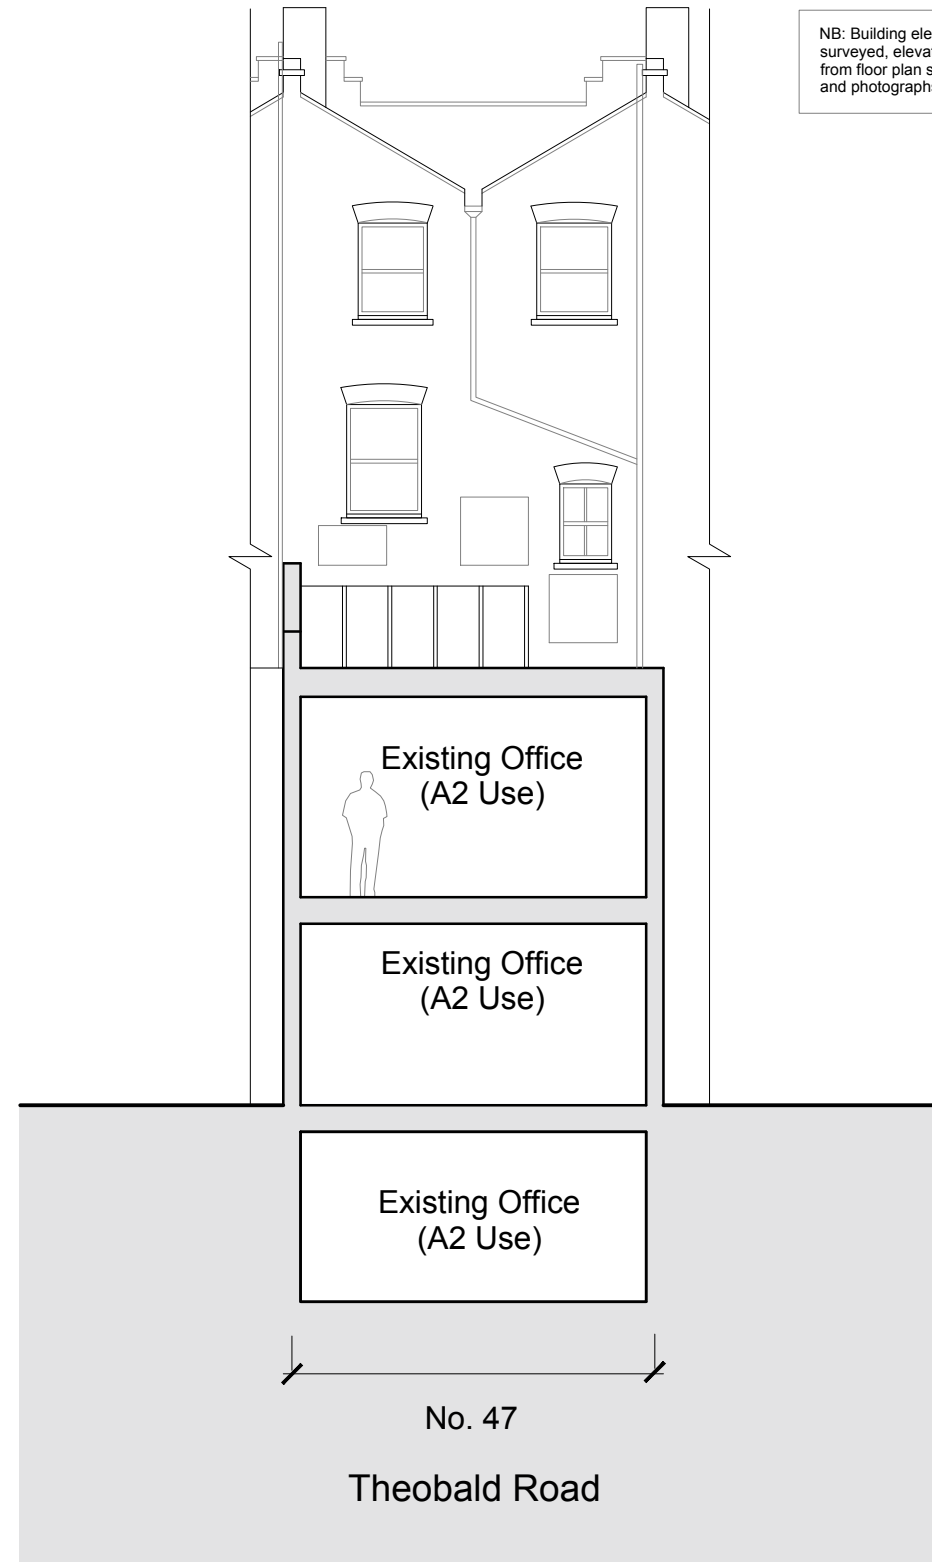 NB: Building ele
surveyed, eleva
from floor plan s
and photograph
Existing Office
(A2 Use)
Existing Office
(A2 Use)
Existing Office
(A2 Use)
No. 47
Theobald Road